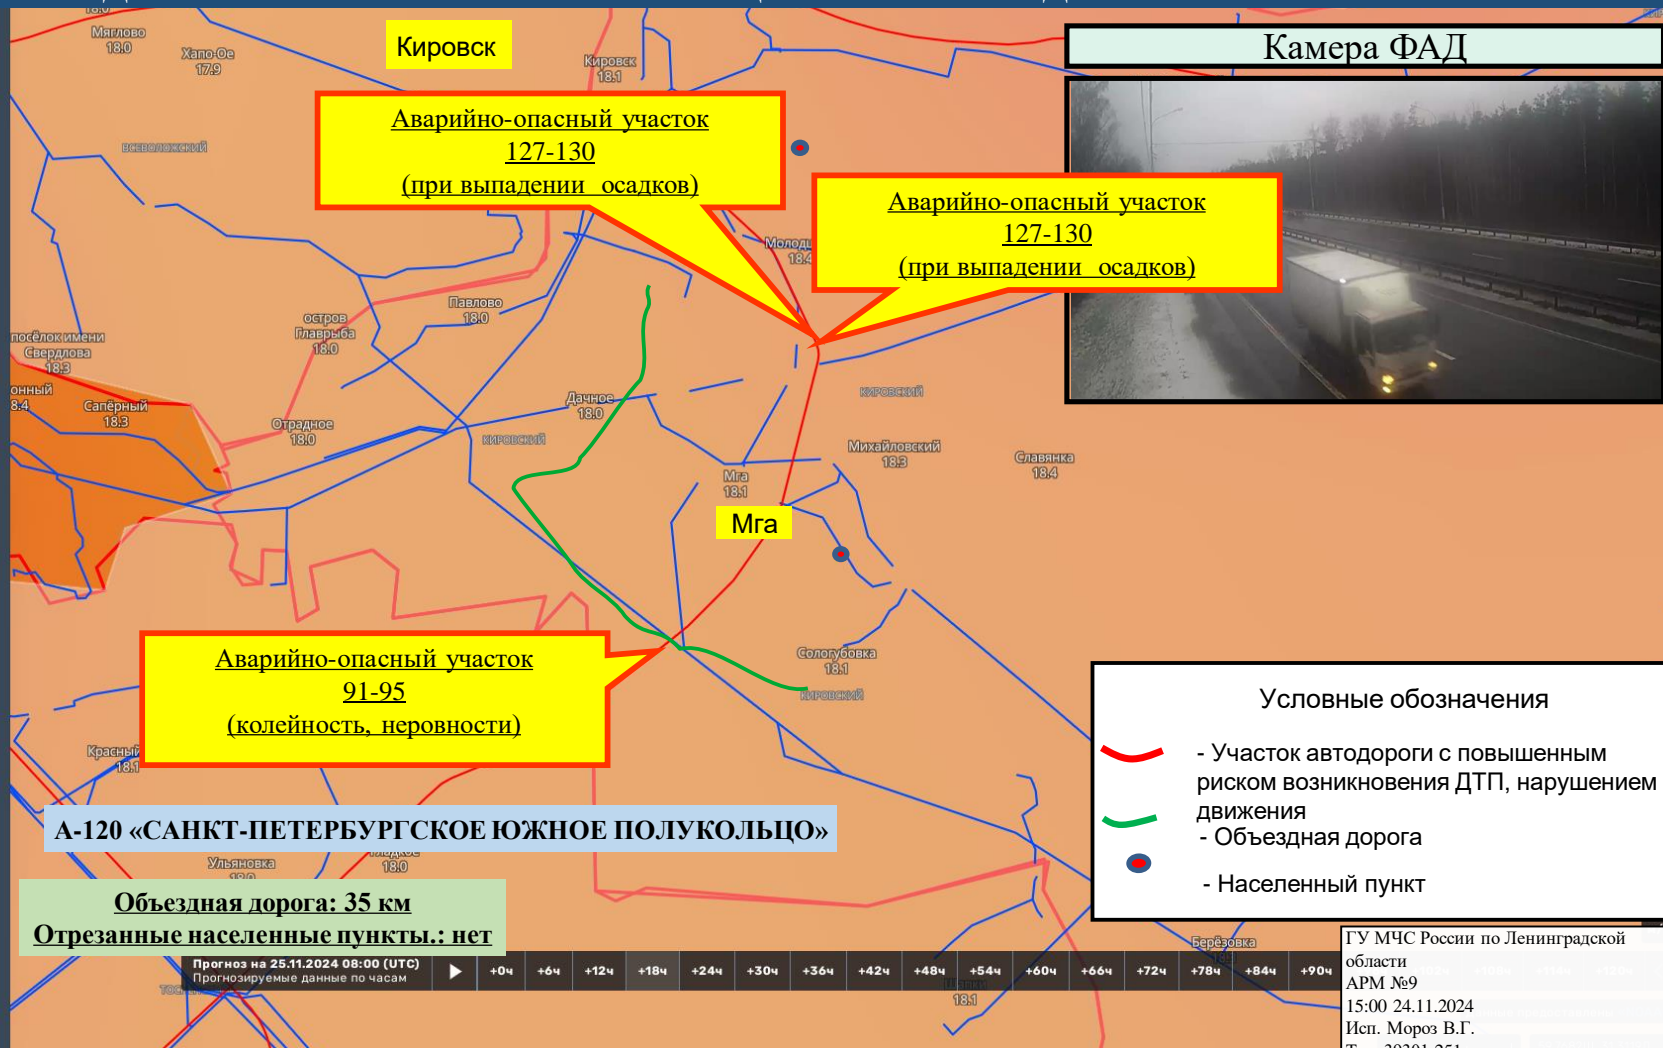 Мяглово
18.0
Хапо-Ое
17.9
Кировск
Кировск
18.1
Камера ФАД
Аварийно-опасный участок
127-130
(при выпадении осадков)
ВСЕВОЛОЖСКИЙ
Аварийно-опасный участок
127-130
(при выпадении осадков)
Павлово
18.0
остров
Главрыба
18.0
посёлок имени
Свердлова
18.3
Сапёрный
18.3
Отрадное
18.0
Дачное
18.0
КИРОВСКИЙ
КИРОВСКИЙ
Михайловский
18.3
Славянка
18.4
Мга
18.1
Мга
Аварийно-опасный участок
91-95
(колейность, неровности)
Сологубовка
18.1
КИРОВСКИЙ
Красный
18.1
Условные обозначения
- Участок автодороги с повышенным
риском возникновения ДТП, нарушением
движения
- Объездная дорога
- Населенный пункт
А-120 «САНКТ-ПЕТЕРБУРГСКОЕ ЮЖНОЕ ПОЛУКОЛЬЦО»
Ульяновка
18.0
Объездная дорога: 35 км
Отрезанные населенные пункты.: нет
Берёзовка
Прогноз на 25.11.2024 08:00 (UTC)
Прогнозируемые данные по часам
+0ч +6ч +12ч +18ч +24ч +30ч +36ч +42ч +48ч +54ч +60ч +66ч +72ч +78ч +84ч +90ч
18.1
ГУ МЧС России по Ленинградской
области
АРМ №9
15:00 24.11.2024
Исп. Мороз В.Г.